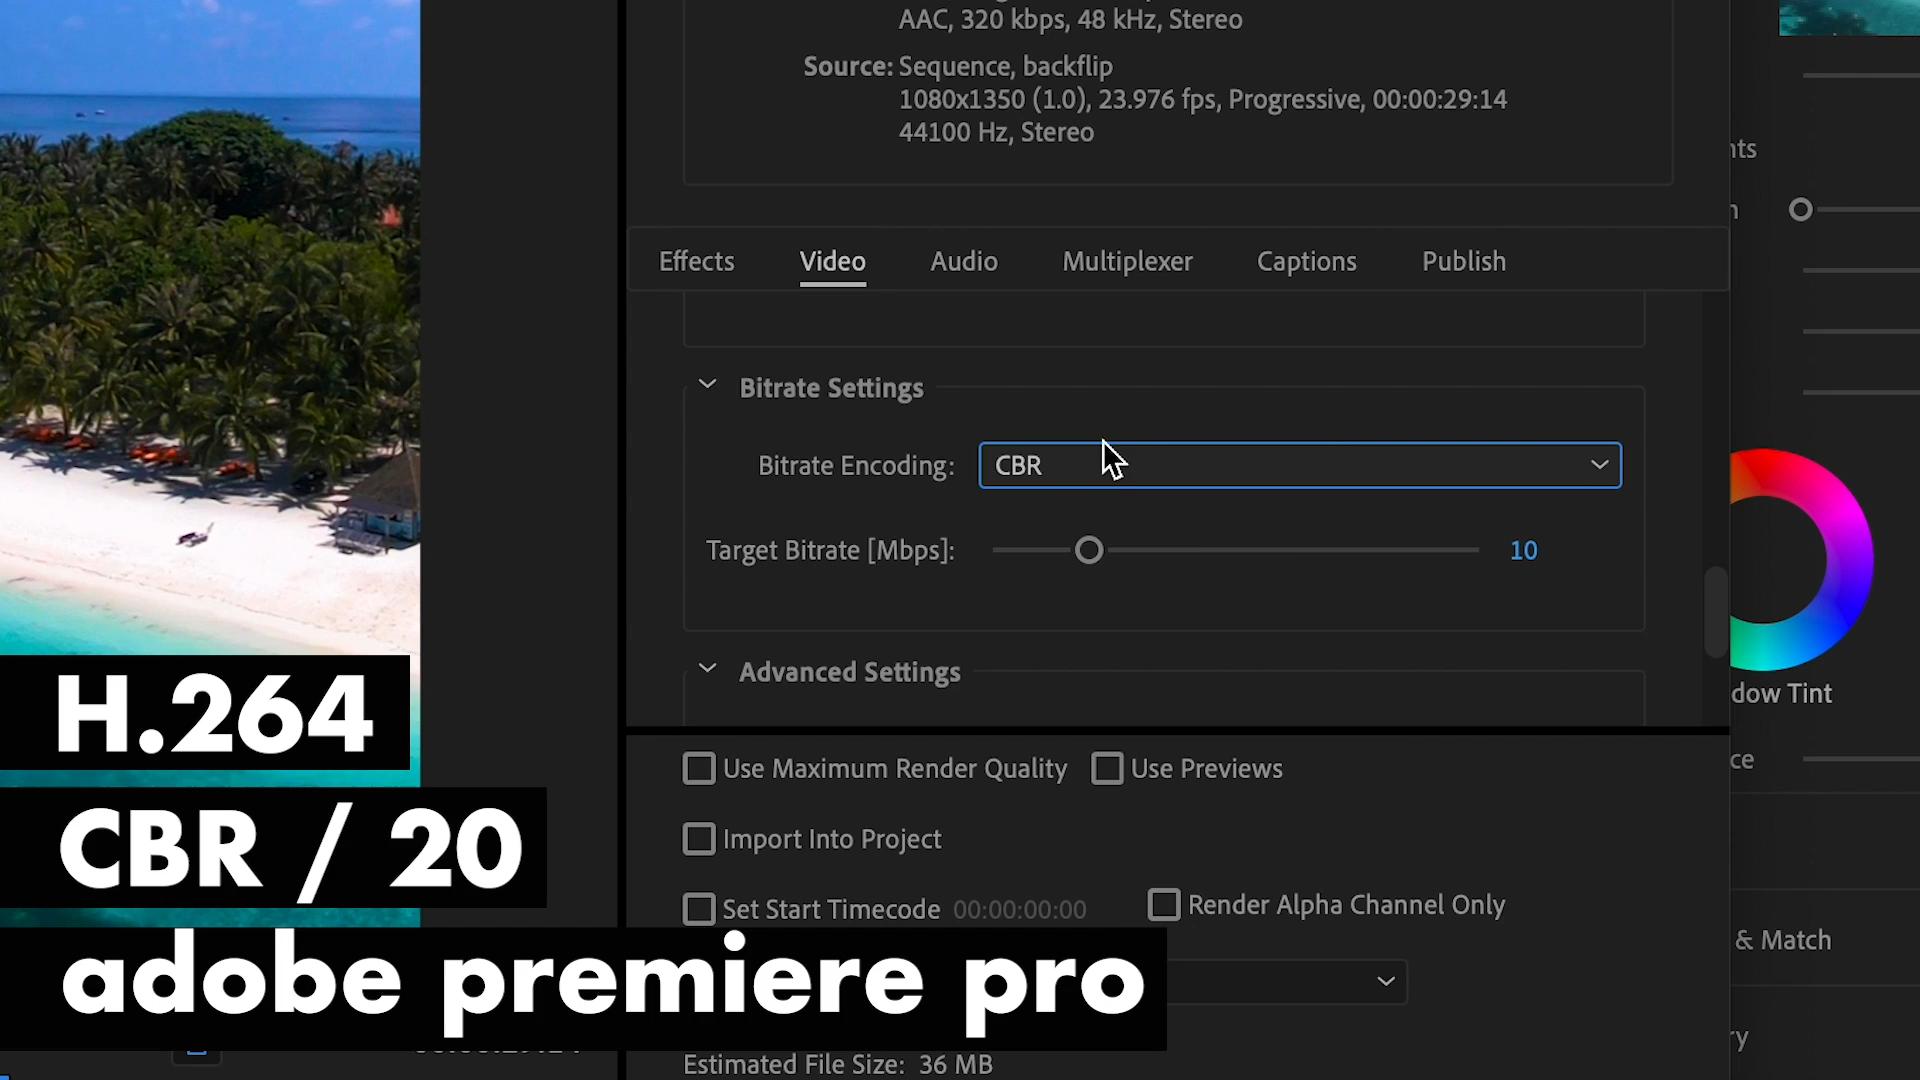 AAC, 320 kbps, 48 kHz, Stereo
Source: Sequence, backflip
1080x1350 (1.0), 23.976 fps, Progressive, 00:00:29:14
44100 Hz, Stereo
Effects Video Audio Multiplexer Captions Publish
Bitrate Settings
Bitrate Encoding: CBR
Target Bitrate [Mbps]: 10
Advanced Settings
dow Tint
Use Maximum Render Quality Use Previews
Import Into Project
Set Start Timecode 00:00:00:00 Render Alpha Channel Only
& Match
Estimated File Size: 36 MB
H.264
CBR / 20
adobe premiere pro